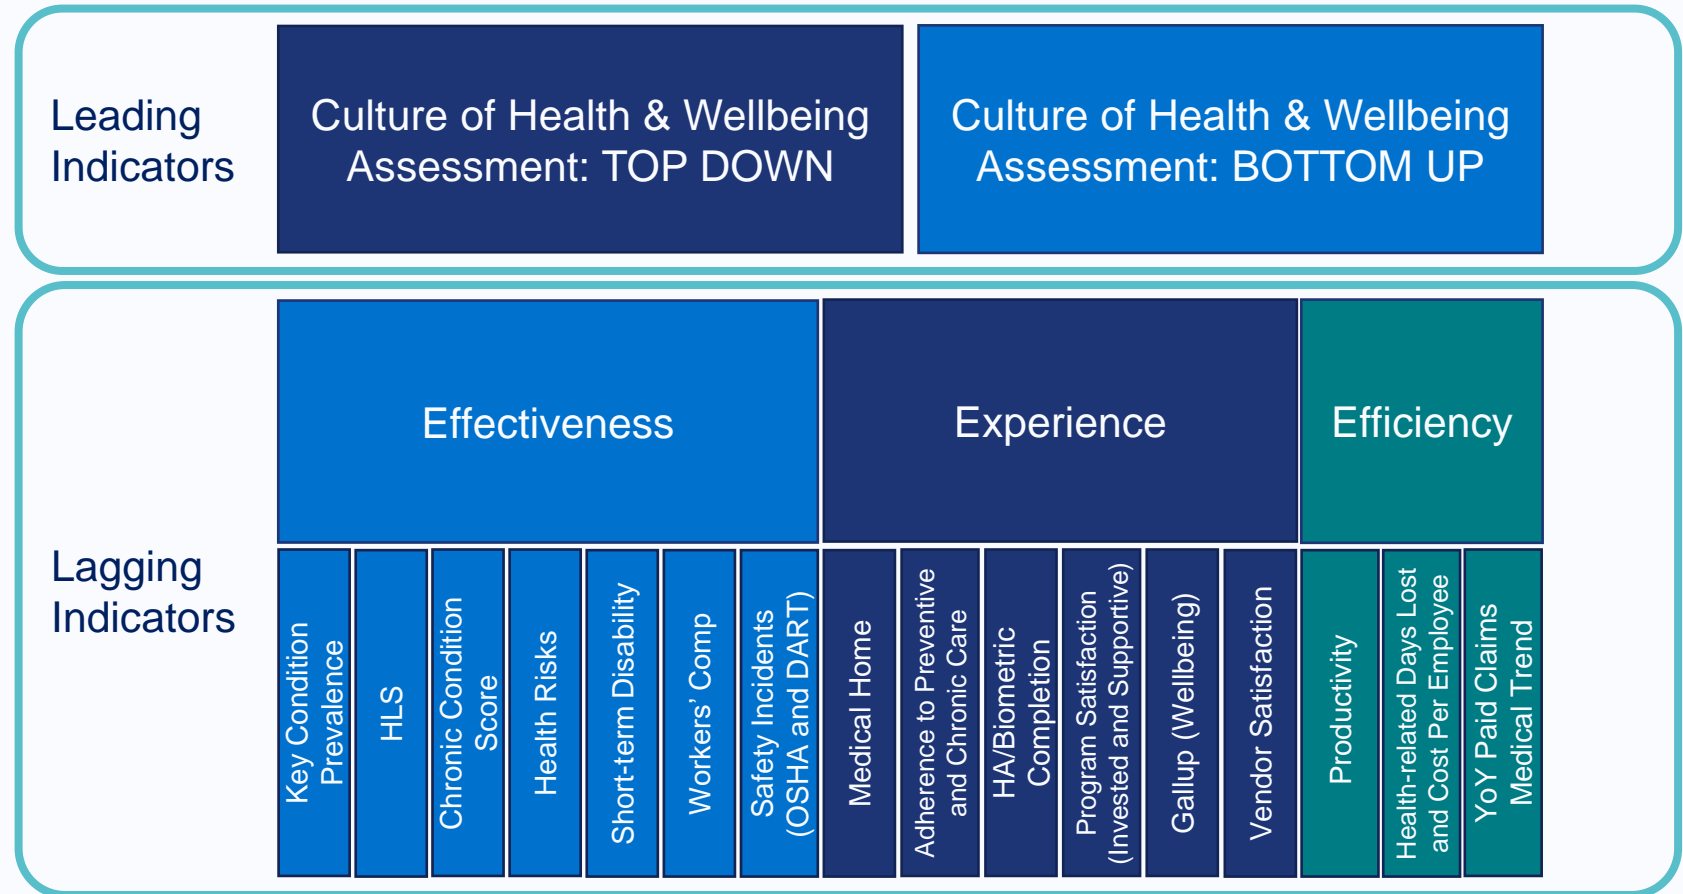 Leading
Indicators
Culture of Health & Wellbeing
Assessment: TOP DOWN
Culture of Health & Wellbeing
Assessment: BOTTOM UP
Lagging
Indicators
Effectiveness
Experience
Efficiency
Key Condition
Prevalence
HLS
Chronic Condition
Score
Health Risks
Short-term Disability
Workers’ Comp
Safety Incidents
(OSHA and DART)
Medical Home
Adherence to Preventive
and Chronic Care
HA/Biometric
Completion
Program Satisfaction
(Invested and Supportive)
Gallup (Wellbeing)
Vendor Satisfaction
Productivity
Health-related Days Lost
and Cost Per Employee
YoY Paid Claims
Medical Trend